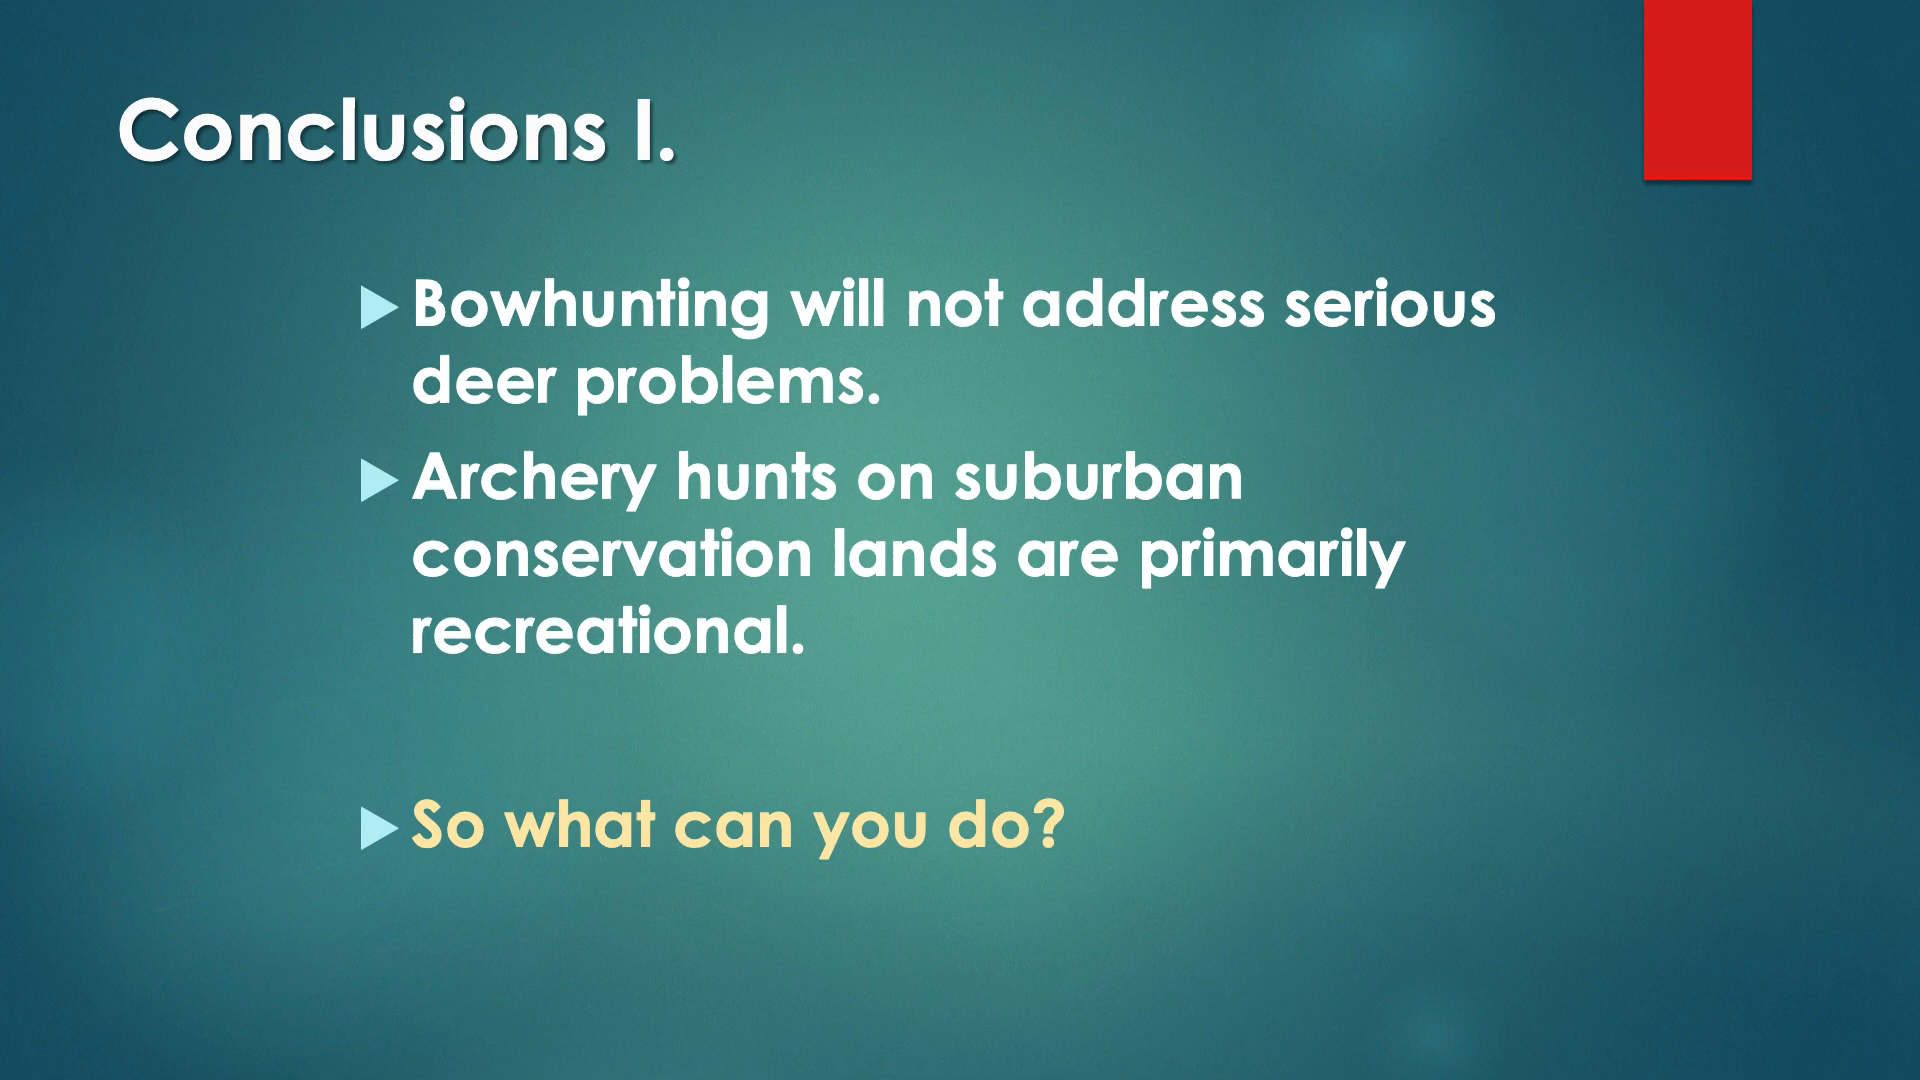 Conclusions I.
Bowhunting will not address serious
deer problems.
Archery hunts on suburban
conservation lands are primarily
recreational.
So what can you do?